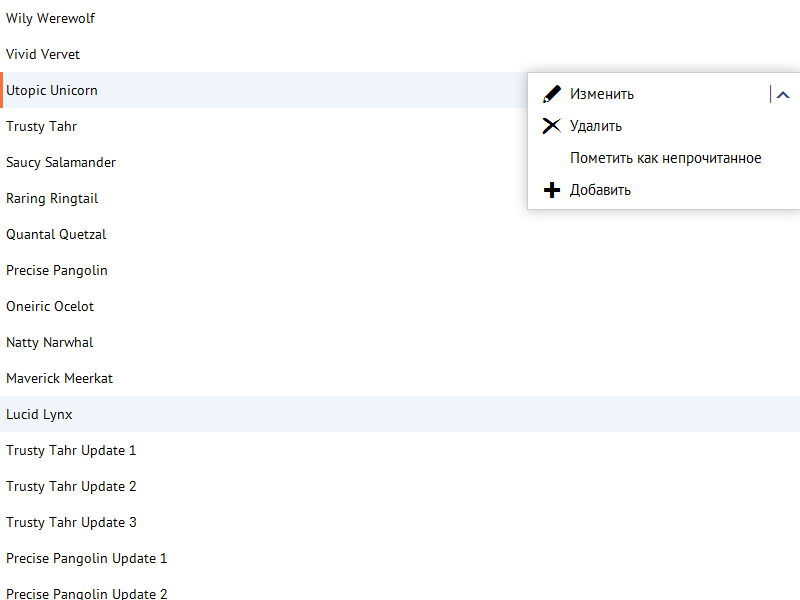 Wily Werewolf
Vivid Vervet
Utopic Unicorn
Trusty Tahr
Saucy Salamander
Raring Ringtail
Quantal Quetzal
Precise Pangolin
Oneiric Ocelot
Natty Narwhal
Maverick Meerkat
Lucid Lynx
Trusty Tahr Update 1
Trusty Tahr Update 2
Trusty Tahr Update 3
Precise Pangolin Update 1
Precise Pangolin Update 2
Изменить
Удалить
Пометить как непрочитанное
Добавить